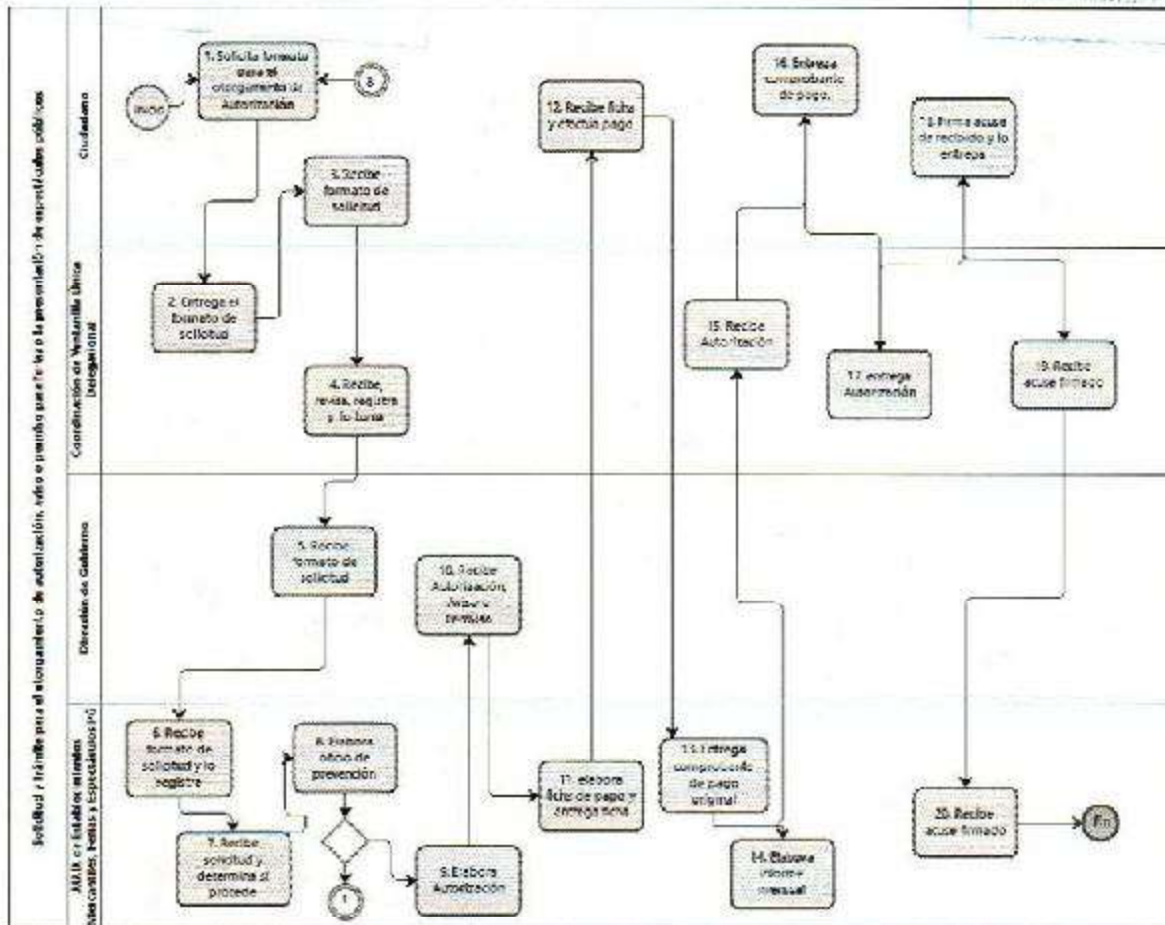 Solicitud y trámite para el otorgamiento de autorización, aviso o permiso para ferias o la presentación de espectáculos públicos
Ciudadano
Inicio
1. Solicita formato
para el
otorgamiento de
Autorización
3. Recibe
formato de
solicitud
12. Recibe ficha
y efectúa pago
16. Entrega
comprobante
de pago.
18. Firma acuse
de recibido y lo
entrega
Coordinación de Ventanilla Única
Delegacional
2. Entrega el
formato de
solicitud
4. Recibe,
revisa, registra
y lo turna
15. Recibe
Autorización
17. entrega
Autorización
19. Recibe
acuse firmado
Dirección de Gobierno
5. Recibe
formato de
solicitud
10. Recibe
Autorización,
Aviso o
permiso
Establecimientos
Mercantiles, Ferias y Espectáculos
6. Recibe
formato de
solicitud y lo
registra
7. Recibe
solicitud y
determina si
procede
8. Elabora
oficio de
prevención
1
9. Elabora
Autorización
11. elabora
ficha de pago y
entrega ficha
13. Entrega
comprobante
de pago
original
14. Elabora
informe
mensual
20. Recibe
acuse firmado
Fin